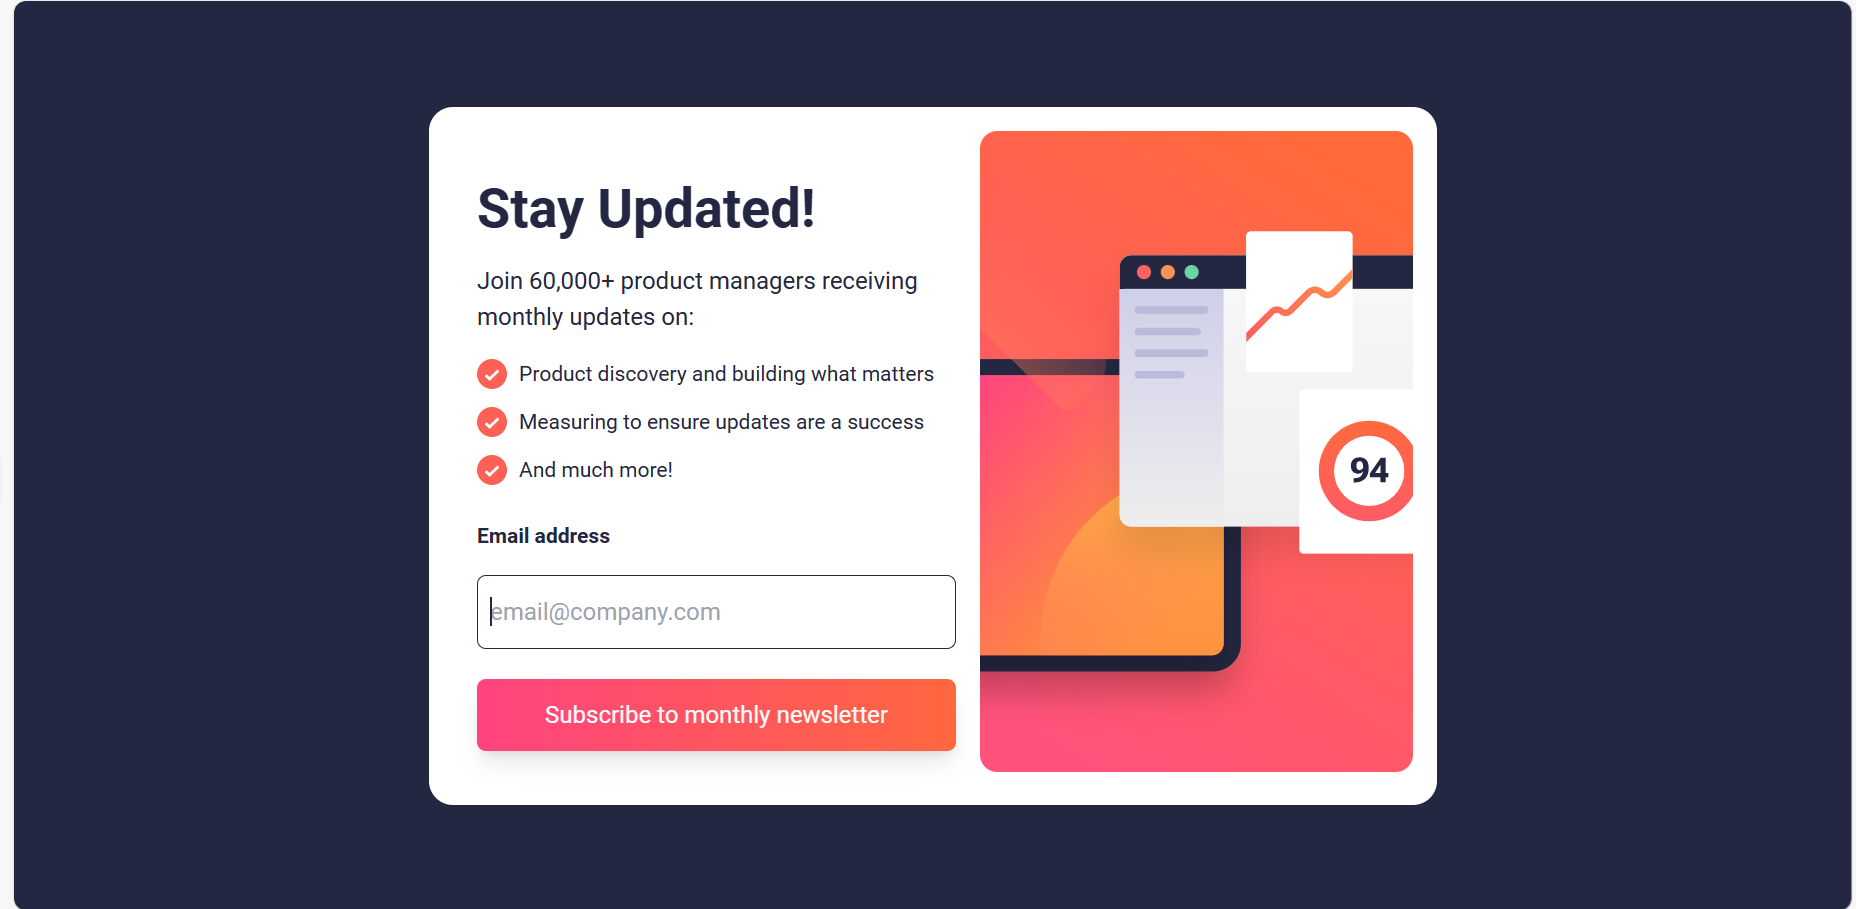 Stay Updated!
Join 60,000+ product managers receiving
monthly updates on:
Product discovery and building what matters
Measuring to ensure updates are a success
And much more!
Email address
email@company.com
Subscribe to monthly newsletter
94